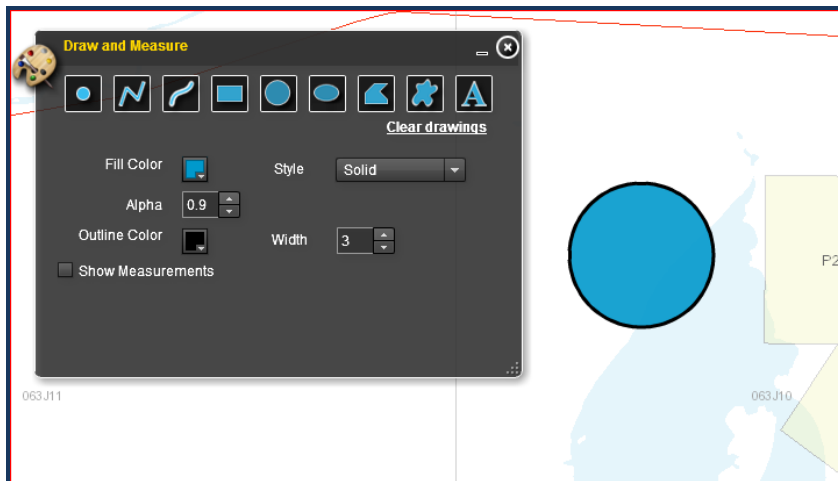 Draw and Measure
A
Clear drawings
Fill Color
Style
Solid
Alpha
0.9
Outline Color
Width
3
Show Measurements
P2
063J11
063J10